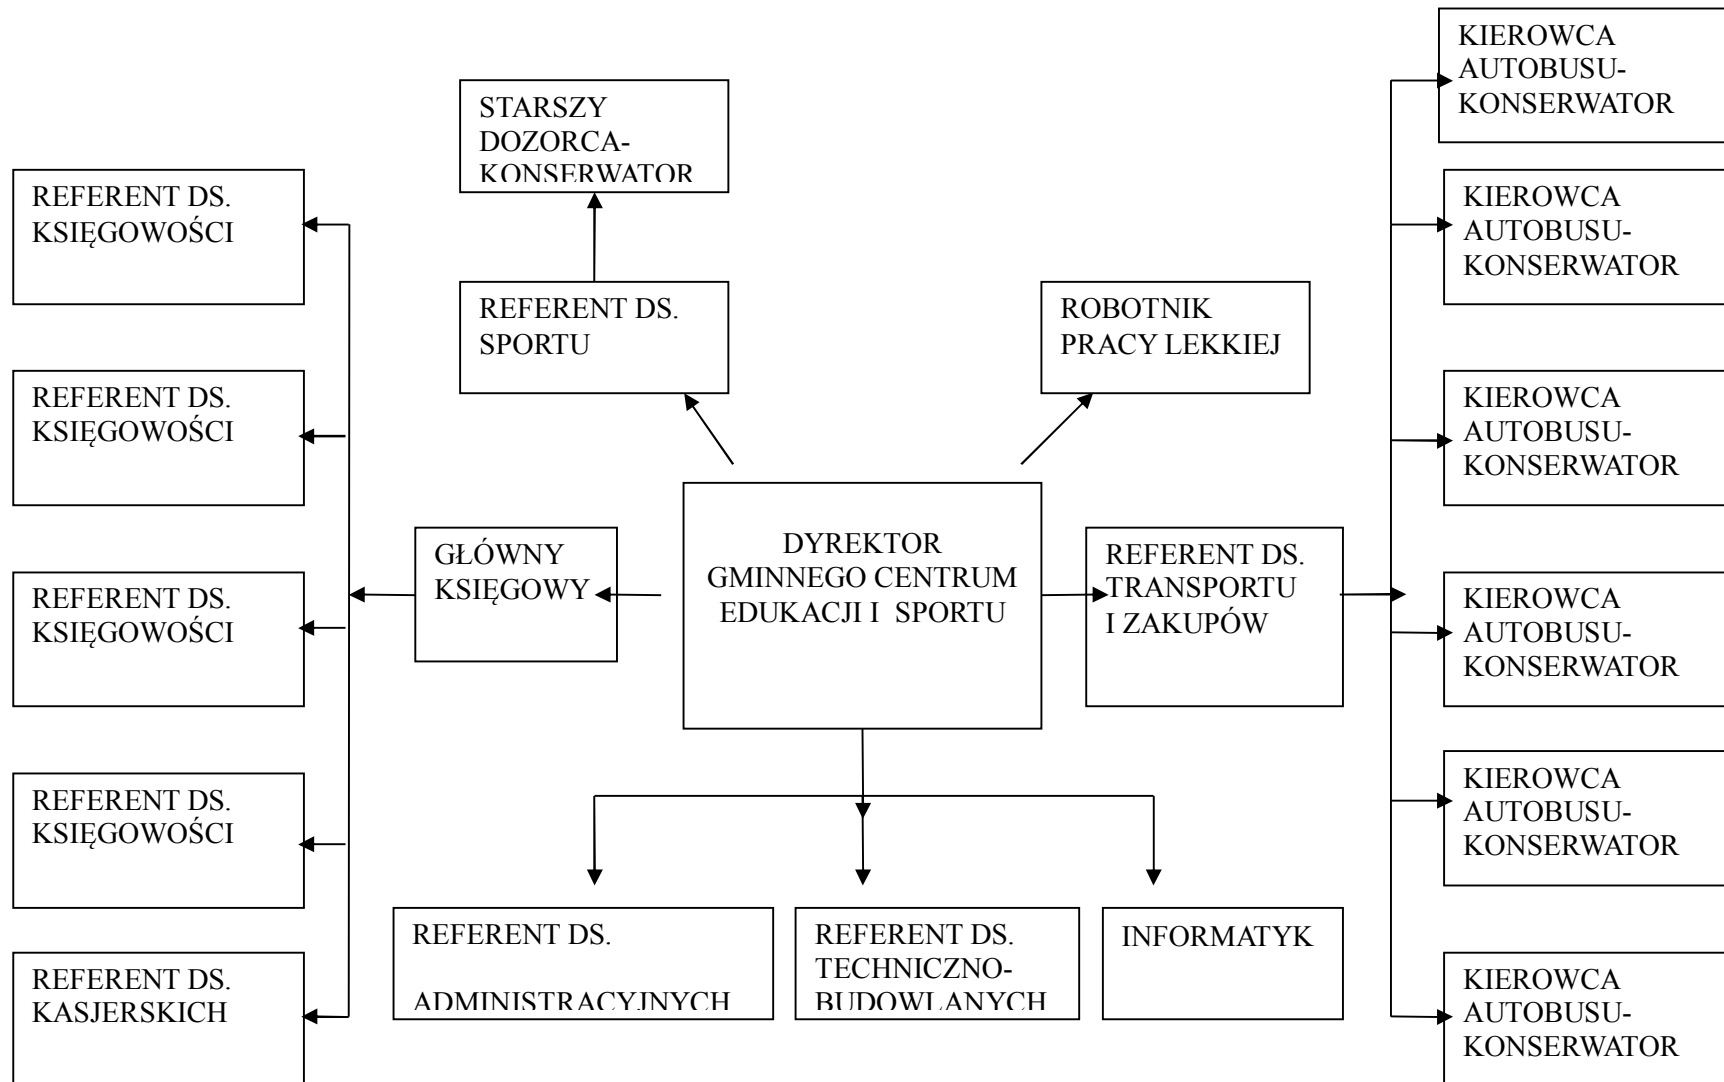 KIEROWCA
AUTOBUSU-
KONSERWATOR
STARSZY
DOZORCA-
KONSERWATOR
REFERENT DS.
KSIĘGOWOŚCI
KIEROWCA
AUTOBUSU-
KONSERWATOR
REFERENT DS.
SPORTU
ROBOTNIK
PRACY LEKKIEJ
REFERENT DS.
KSIĘGOWOŚCI
KIEROWCA
AUTOBUSU-
KONSERWATOR
GŁÓWNY
KSIĘGOWY
DYREKTOR
GMINNEGO CENTRUM
EDUKACJI I  SPORTU
REFERENT DS.
TRANSPORTU
I ZAKUPÓW
REFERENT DS.
KSIĘGOWOŚCI
KIEROWCA
AUTOBUSU-
KONSERWATOR
REFERENT DS.
KSIĘGOWOŚCI
KIEROWCA
AUTOBUSU-
KONSERWATOR
REFERENT DS.
ADMINISTRACYJNYCH
REFERENT DS.
TECHNICZNO-
BUDOWLANYCH
INFORMATYK
REFERENT DS.
KASJERSKICH
KIEROWCA
AUTOBUSU-
KONSERWATOR